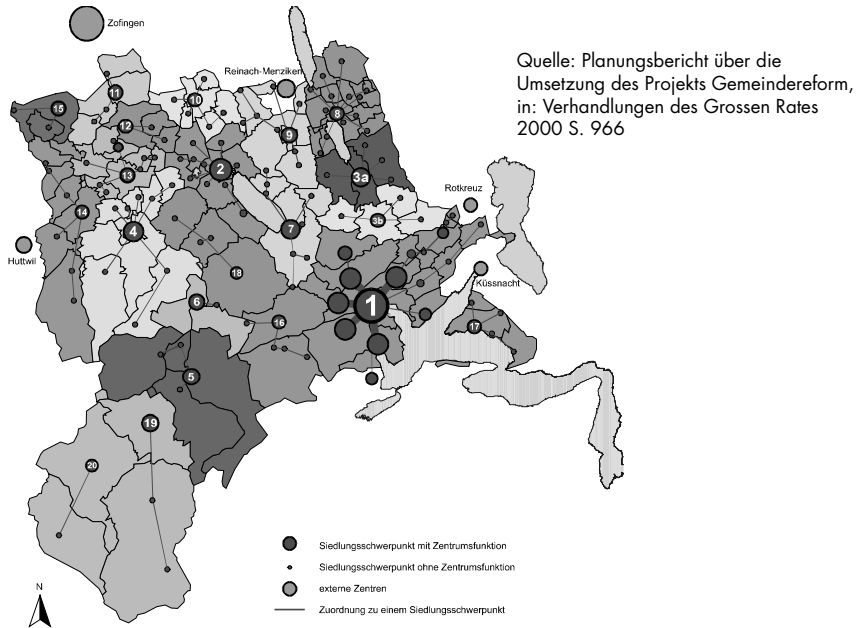 Zofingen
Quelle: Planungsbericht über die
Umsetzung des Projekts Gemeindereform,
in: Verhandlungen des Grossen Rates
2000 S. 966
Reinach-Menziken
11
10
15
8
12
9
2
13
3a
Rotkreuz
14
3b
4
7
Huttwil
18
Küssnacht
6
1
16
17
5
19
20
Siedlungsschwerpunkt mit Zentrumsfunktion
Siedlungsschwerpunkt ohne Zentrumsfunktion
externe Zentren
N
Zuordnung zu einem Siedlungsschwerpunkt